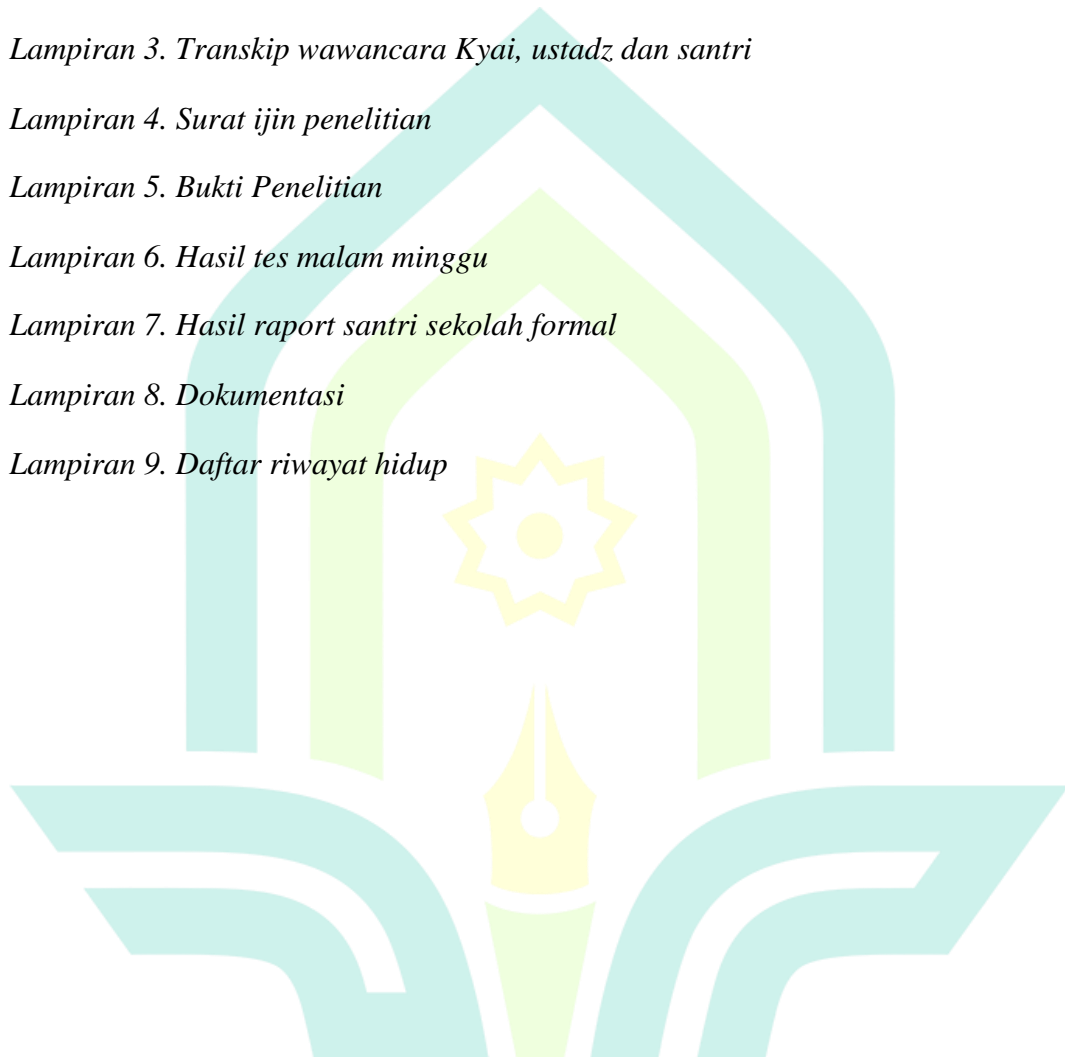 Lampiran 3. Transkip wawancara Kyai, ustadz dan santri
Lampiran 4. Surat ijin penelitian
Lampiran 5. Bukti Penelitian
Lampiran 6. Hasil tes malam minggu
Lampiran 7. Hasil raport santri sekolah formal
Lampiran 8. Dokumentasi
Lampiran 9. Daftar riwayat hidup